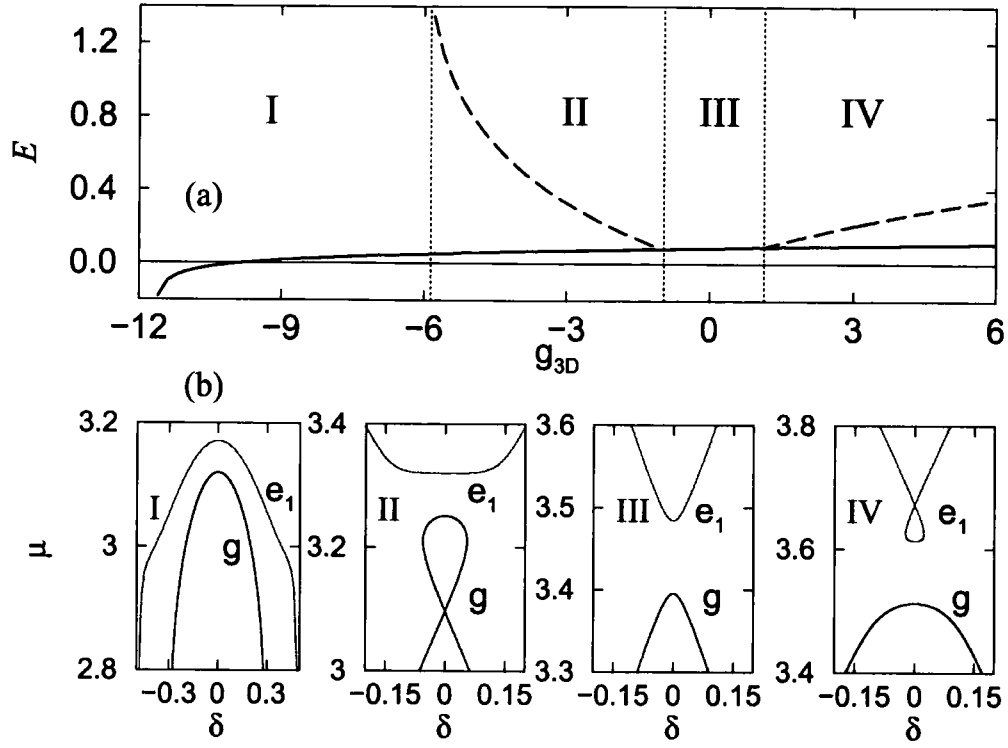 1.2
0.8
0.4
0.0
E
I
II
III
IV
(a)
−12
−9
−6
−3
0
3
6
g3D
(b)
3.2
3
2.8
μ
I
e1
g
−0.3
0
0.3
δ
3.4
3.2
3
II
e1
g
−0.15
0
0.15
δ
3.6
3.5
3.4
3.3
III
e1
g
−0.15
0
0.15
δ
3.8
3.6
3.4
IV
e1
g
−0.15
0
0.15
δ